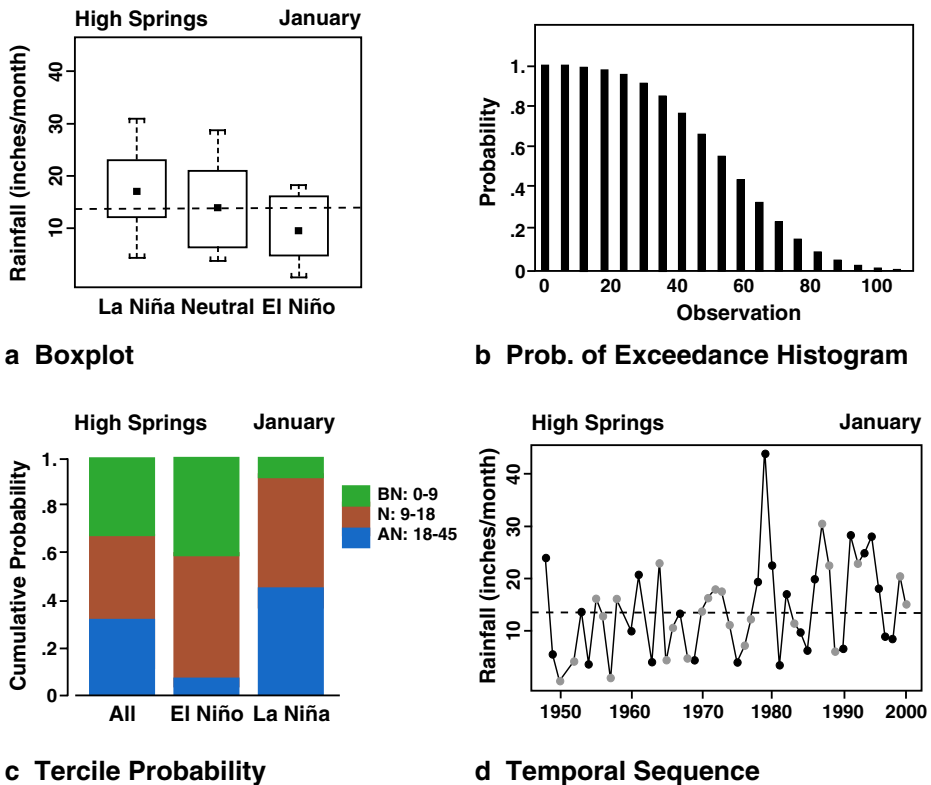 High Springs January
Rainfall (inches/month)
40
30
20
10
La Niña Neutral El Niño
a Boxplot
Probability
1.
.8
.6
.4
.2
0
0 20 40 60 80 100
Observation
b Prob. of Exceedance Histogram
High Springs January
Cumulative Probability
1.
.8
.6
.4
.2
0
All El Niño La Niña
BN: 0-9
N: 9-18
AN: 18-45
c Tercile Probability
High Springs January
Rainfall (inches/month)
40
30
20
10
1950 1960 1970 1980 1990 2000
d Temporal Sequence